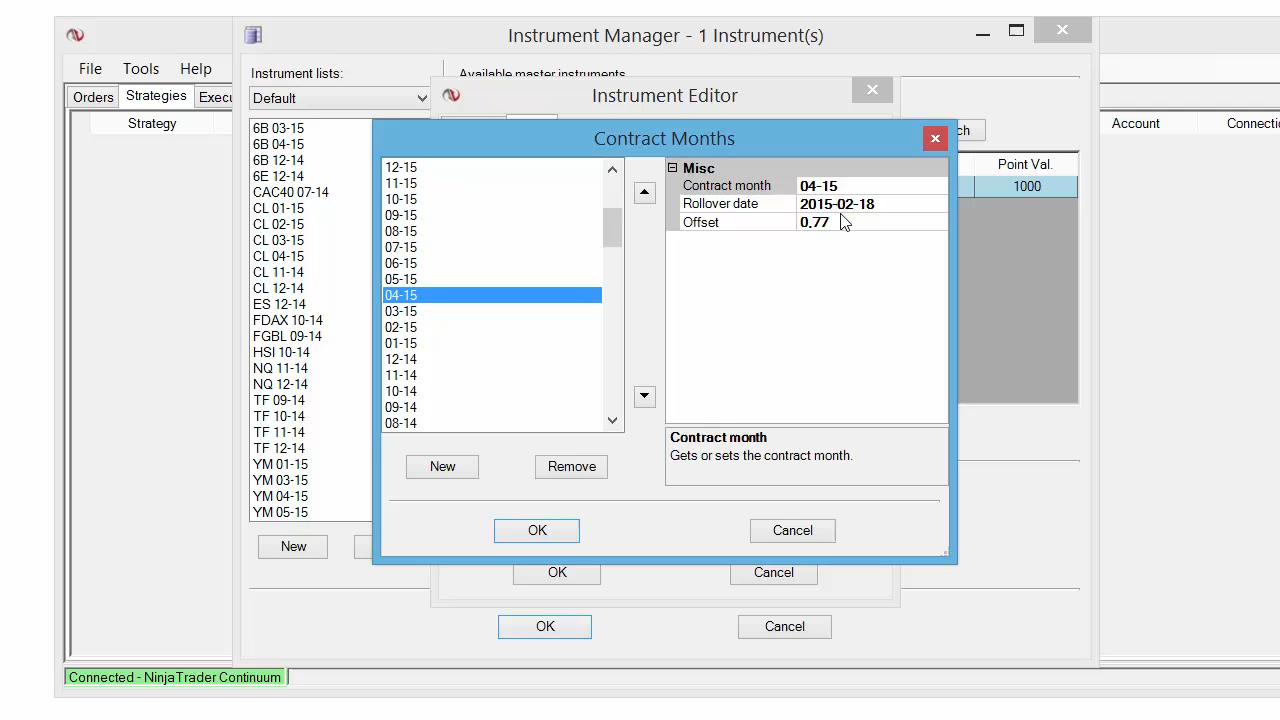 Instrument Manager - 1 Instrument(s)
File Tools Help
Orders Strategies Execu
Strategy
Account Connectio
Instrument lists:
Default
Available master instruments
Instrument Editor
ch
Point Val.
1000
6B 03-15
6B 04-15
6B 12-14
6E 12-14
CAC40 07-14
CL 01-15
CL 02-15
CL 03-15
CL 04-15
CL 11-14
CL 12-14
ES 12-14
FDAX 10-14
FGBL 09-14
HSI 10-14
NQ 11-14
NQ 12-14
TF 09-14
TF 10-14
TF 11-14
TF 12-14
YM 01-15
YM 03-15
YM 04-15
YM 05-15
New
Contract Months
12-15
11-15
10-15
09-15
08-15
07-15
06-15
05-15
04-15
03-15
02-15
01-15
12-14
11-14
10-14
09-14
08-14
Misc
Contract month 04-15
Rollover date 2015-02-18
Offset 0.77
Contract month
Gets or sets the contract month.
New Remove
OK Cancel
OK Cancel
OK Cancel
Connected - NinjaTrader Continuum